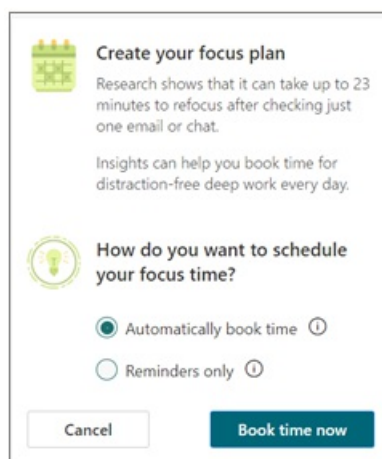 Create your focus plan
Research shows that it can take up to 23
minutes to refocus after checking just
one email or chat.
Insights can help you book time for
distraction-free deep work every day.
How do you want to schedule
your focus time?
Automatically book time
Reminders only
Cancel
Book time now